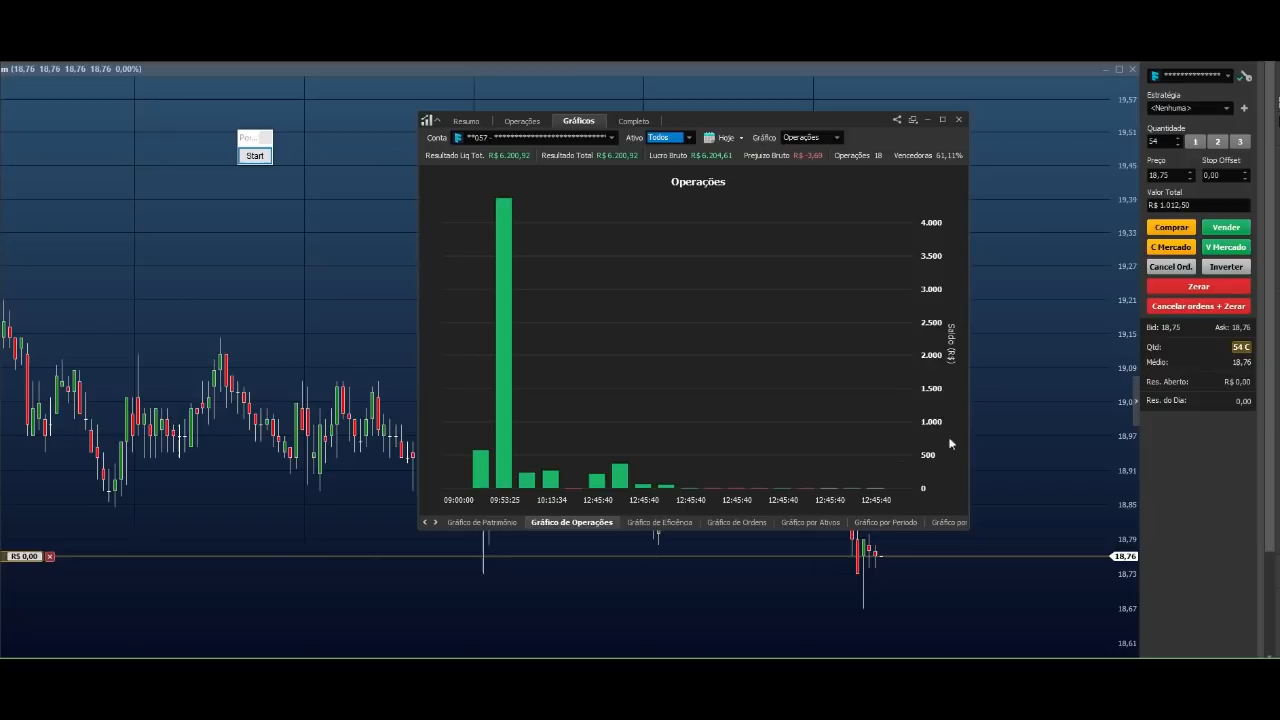 m (18,76 18,76 18,76 18,76 0,00%)
Por...
Start
Resumo Operações Gráficos Completo
Conta **057 - ************************************ Ativo Todos Hoje Gráfico Operações
Resultado Liq Tot. R$ 6.200,92 Resultado Total R$ 6.200,92 Lucro Bruto R$ 6.204,61 Prejuizo Bruto R$ -3,69 Operações 18 Vencedoras 61,11%
Operações
4.000
3.500
3.000
2.500
2.000
1.500
1.000
500
0
Saldo (R$)
09:00:00 09:53:25 10:13:34 12:45:40 12:45:40 12:45:40 12:45:40 12:45:40 12:45:40 12:45:40
Gráfico de Patrimônio Gráfico de Operações Gráfico de Eficiência Gráfico de Ordens Gráfico por Ativos Gráfico por Periodo Gráfico por
R$ 0,00
19,57
19,51
19,45
19,39
19,33
19,27
19,21
19,15
19,09
19,0
18,97
18,91
18,85
18,79
18,76
18,73
18,67
18,61
**************
Estratégia
<Nenhuma>
Quantidade
54 1 2 3
Preço Stop Offset
18,75 0,00
Valor Total
R$ 1.012,50
Comprar Vender
C Mercado V Mercado
Cancel Ord. Inverter
Zerar
Cancelar ordens + Zerar
Bid: 18,75 Ask: 18,76
Qtd: 54 C
Médio: 18,76
Res. Aberto: R$ 0,00
Res. do Dia: 0,00